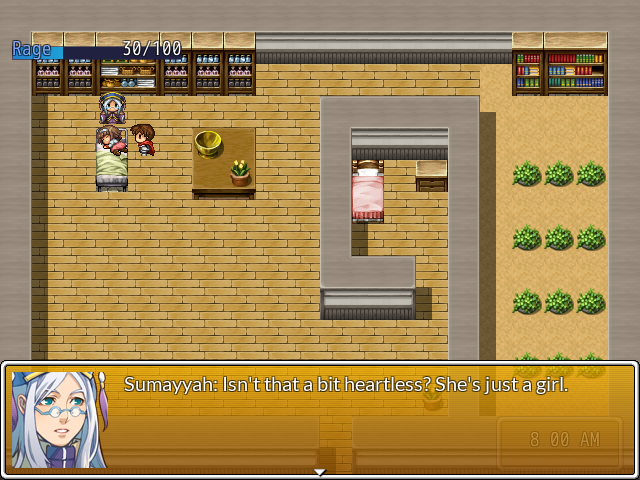 Rage 30/100
Sumayyah: Isn't that a bit heartless? She's just a girl.
8 00 AM